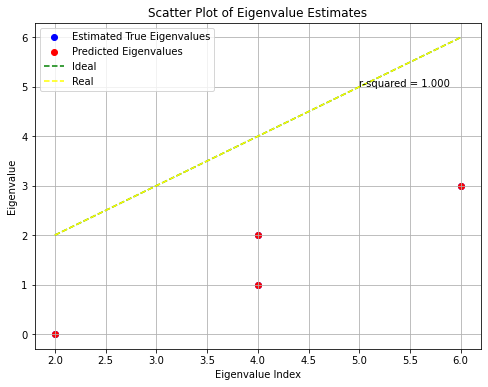 Scatter Plot of Eigenvalue Estimates
Estimated True Eigenvalues
Predicted Eigenvalues
Ideal
Real
r-squared = 1.000
Eigenvalue
6
5
4
3
2
1
0
2.0 2.5 3.0 3.5 4.0 4.5 5.0 5.5 6.0
Eigenvalue Index